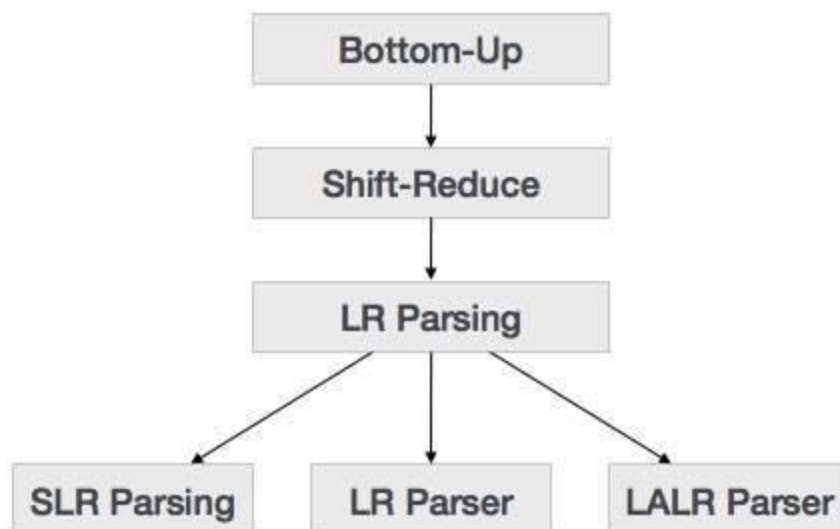 Bottom-Up
Shift-Reduce
LR Parsing
SLR Parsing
LR Parser
LALR Parser